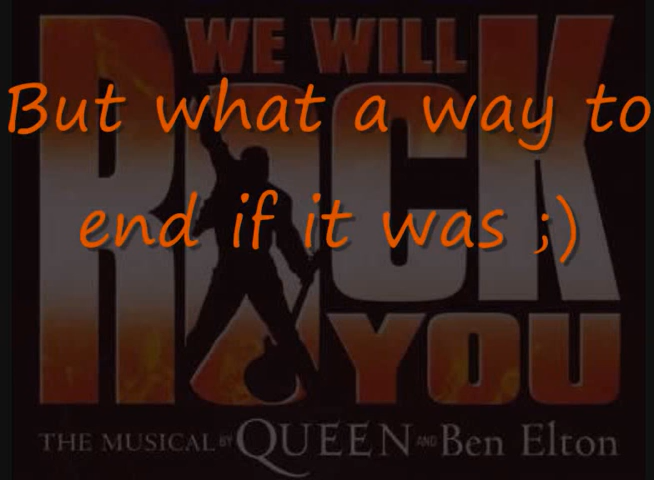 WE WILL
But what a way to
ROCK
end if it was ;)
YOU
THE MUSICAL BY QUEEN AND Ben Elton